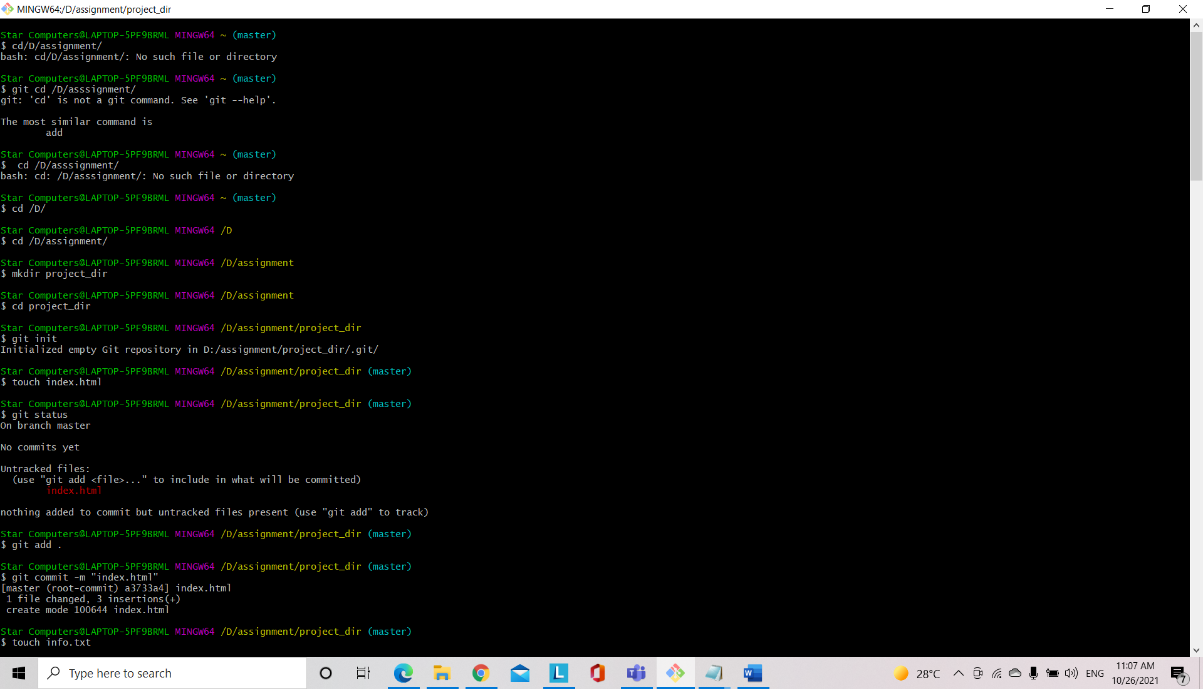 MINGW64:/D/assignment/project_dir
Star Computers@LAPTOP-5PF9BRML MINGW64 ~ (master)
$ cd/D/assignment/
bash: cd/D/assignment/: No such file or directory
Star Computers@LAPTOP-5PF9BRML MINGW64 ~ (master)
$ git cd /D/asssignment/
git: 'cd' is not a git command. See 'git --help'.
The most similar command is
add
Star Computers@LAPTOP-5PF9BRML MINGW64 ~ (master)
$  cd /D/asssignment/
bash: cd: /D/asssignment/: No such file or directory
Star Computers@LAPTOP-5PF9BRML MINGW64 ~ (master)
$ cd /D/
Star Computers@LAPTOP-5PF9BRML MINGW64 /D
$ cd /D/assignment/
Star Computers@LAPTOP-5PF9BRML MINGW64 /D/assignment
$ mkdir project_dir
Star Computers@LAPTOP-5PF9BRML MINGW64 /D/assignment
$ cd project_dir
Star Computers@LAPTOP-5PF9BRML MINGW64 /D/assignment/project_dir
$ git init
Initialized empty Git repository in D:/assignment/project_dir/.git/
Star Computers@LAPTOP-5PF9BRML MINGW64 /D/assignment/project_dir (master)
$ touch index.html
Star Computers@LAPTOP-5PF9BRML MINGW64 /D/assignment/project_dir (master)
$ git status
On branch master
No commits yet
Untracked files:
(use "git add <file>..." to include in what will be committed)
index.html
nothing added to commit but untracked files present (use "git add" to track)
Star Computers@LAPTOP-5PF9BRML MINGW64 /D/assignment/project_dir (master)
$ git add .
Star Computers@LAPTOP-5PF9BRML MINGW64 /D/assignment/project_dir (master)
$ git commit -m "index.html"
[master (root-commit) a3733a4] index.html
1 file changed, 3 insertions(+)
create mode 100644 index.html
Star Computers@LAPTOP-5PF9BRML MINGW64 /D/assignment/project_dir (master)
$ touch info.txt
Type here to search
28°C
ENG
11:07 AM
10/26/2021
7